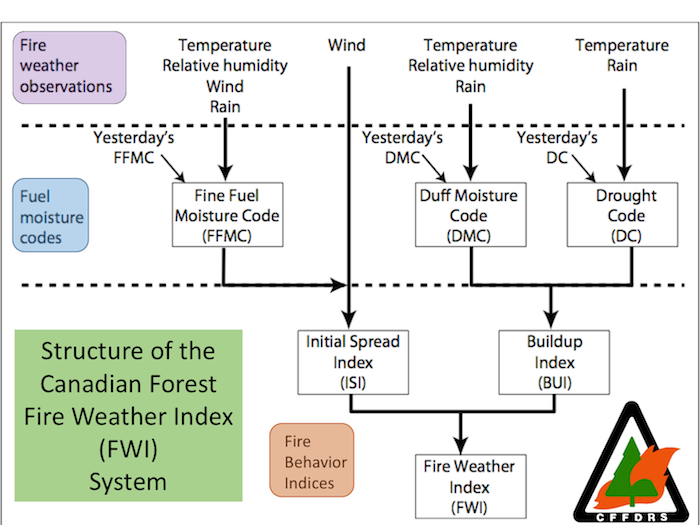 Fire
weather
observations
Temperature
Relative humidity
Wind
Rain
Wind
Temperature
Relative humidity
Rain
Temperature
Rain
Yesterday's
FFMC
Yesterday's
DMC
Yesterday's
DC
Fuel
moisture
codes
Fine Fuel
Moisture Code
(FFMC)
Duff Moisture
Code
(DMC)
Drought
Code
(DC)
Structure of the
Canadian Forest
Fire Weather Index
(FWI)
System
Initial Spread
Index
(ISI)
Buildup
Index
(BUI)
Fire
Behavior
Indices
Fire Weather
Index
(FWI)
CFFDRS